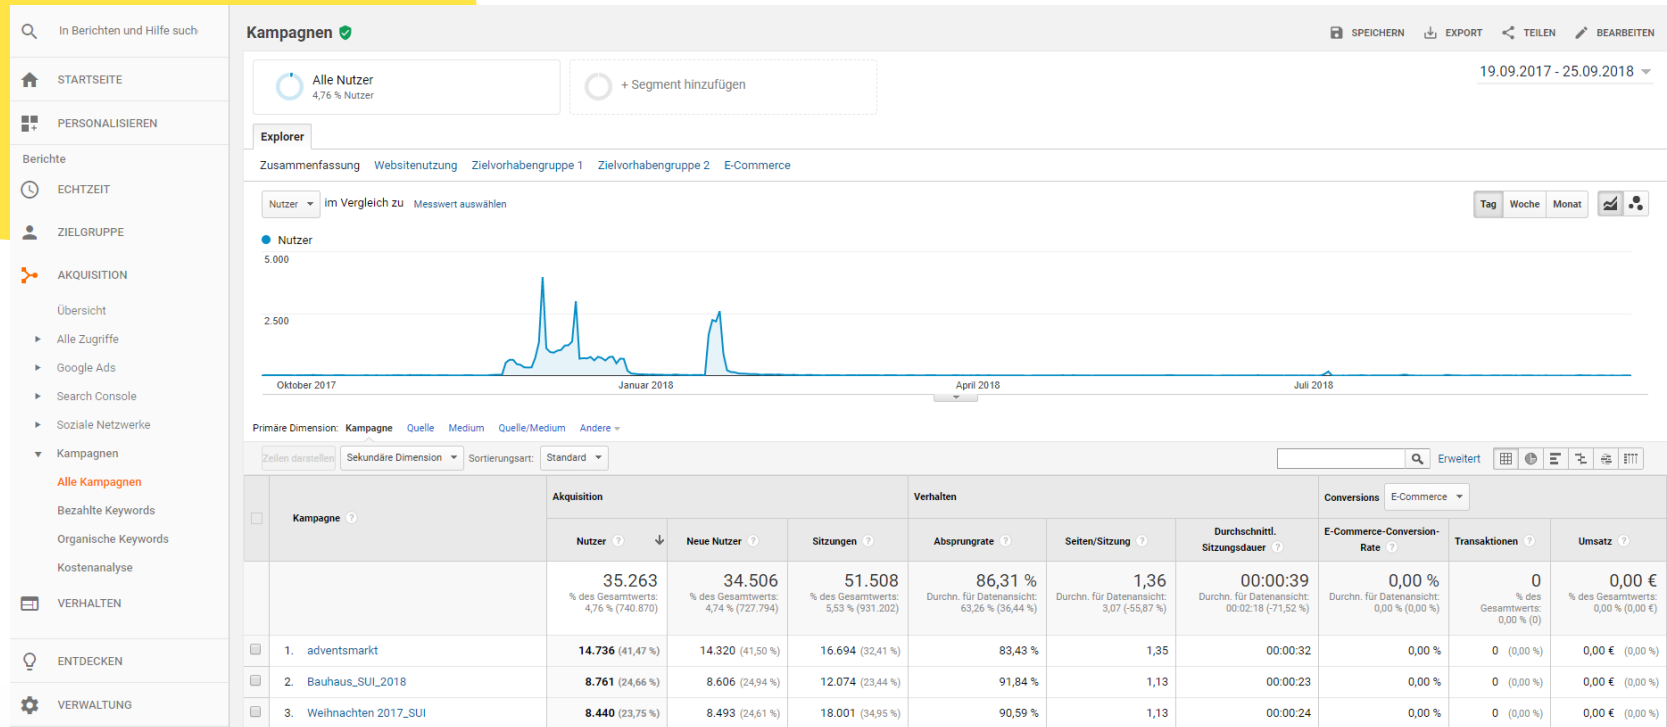 In Berichten und Hilfe such
STARTSEITE
PERSONALISIEREN
Berichte
ECHTZEIT
ZIELGRUPPE
AKQUISITION
Übersicht
Alle Zugriffe
Google Ads
Search Console
Soziale Netzwerke
Kampagnen
Alle Kampagnen
Bezahlte Keywords
Organische Keywords
Kostenanalyse
VERHALTEN
ENTDECKEN
VERWALTUNG
Kampagnen
SPEICHERN EXPORT TEILEN BEARBEITEN
Alle Nutzer
4,76 % Nutzer
+ Segment hinzufügen
19.09.2017 - 25.09.2018
Explorer
Zusammenfassung Websitenutzung Zielvorhabengruppe 1 Zielvorhabengruppe 2 E-Commerce
Nutzer im Vergleich zu Messwert auswählen
Tag Woche Monat
Nutzer
5.000
2.500
Oktober 2017 Januar 2018 April 2018 Juli 2018
Primäre Dimension: Kampagne Quelle Medium Quelle/Medium Andere
Zeilen darstellen Sekundäre Dimension Sortierungsart: Standard Erweitert
Kampagne ?
Akquisition Verhalten Conversions E-Commerce
Nutzer ? Neue Nutzer ? Sitzungen ? Absprungrate ? Seiten/Sitzung ? Durchschnittl. Sitzungsdauer ? E-Commerce-Conversion-Rate ? Transaktionen ? Umsatz ?
35.263 34.506 51.508 86,31 % 1,36 00:00:39 0,00 % 0 0,00 €
% des Gesamtwerts: % des Gesamtwerts: % des Gesamtwerts: Durchn. für Datenansicht: Durchn. für Datenansicht: Durchn. für Datenansicht: Durchn. für Datenansicht: % des Gesamtwerts: % des Gesamtwerts:
4,76 % (740.870) 4,74 % (727.794) 5,53 % (931.202) 63,26 % (36,44 %) 3,07 (-55,87 %) 00:02:18 (-71,52 %) 0,00 % (0,00 %) 0,00 % (0) 0,00 % (0,00 €)
1. adventsmarkt 14.736 (41,47 %) 14.320 (41,50 %) 16.694 (32,41 %) 83,43 % 1,35 00:00:32 0,00 % 0 (0,00 %) 0,00 € (0,00 %)
2. Bauhaus_SUI_2018 8.761 (24,66 %) 8.606 (24,94 %) 12.074 (23,44 %) 91,84 % 1,13 00:00:23 0,00 % 0 (0,00 %) 0,00 € (0,00 %)
3. Weihnachten 2017_SUI 8.440 (23,75 %) 8.493 (24,61 %) 18.001 (34,95 %) 90,59 % 1,13 00:00:24 0,00 % 0 (0,00 %) 0,00 € (0,00 %)